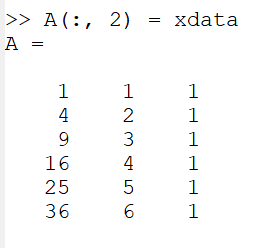 >> A(:, 2) = xdata
A =
1 1 1
4 2 1
9 3 1
16 4 1
25 5 1
36 6 1